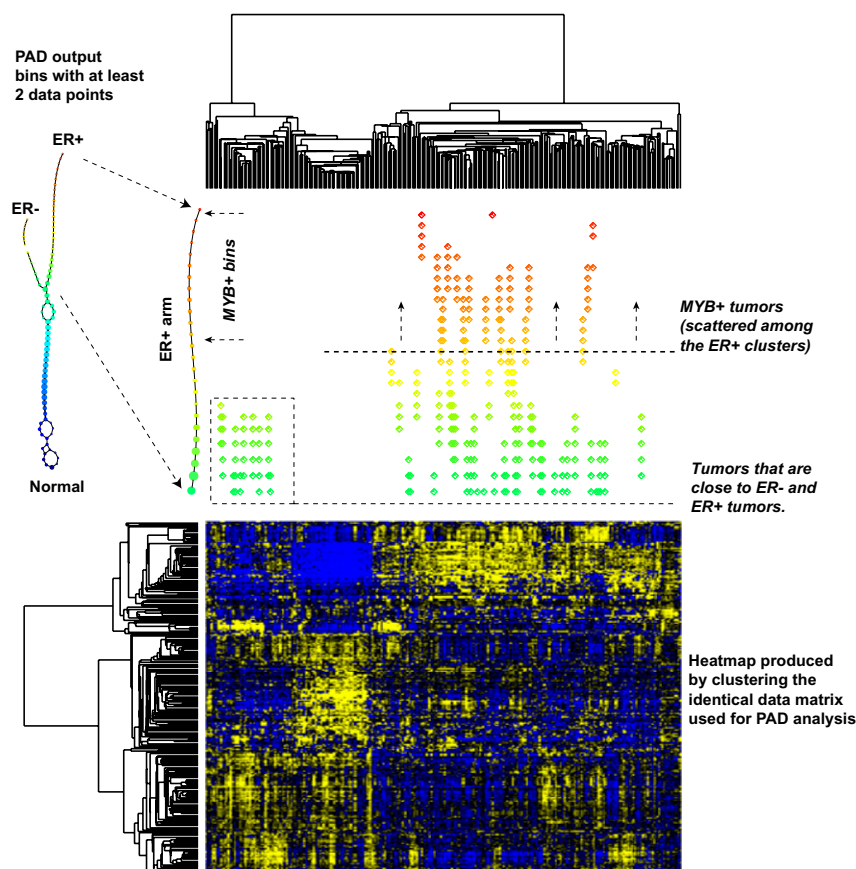 PAD output
bins with at least
2 data points
ER+
ER-
Normal
ER+ arm
MYB+ bins
MYB+ tumors
(scattered among
the ER+ clusters)
Tumors that are
close to ER- and
ER+ tumors.
Heatmap produced
by clustering the
identical data matrix
used for PAD analysis